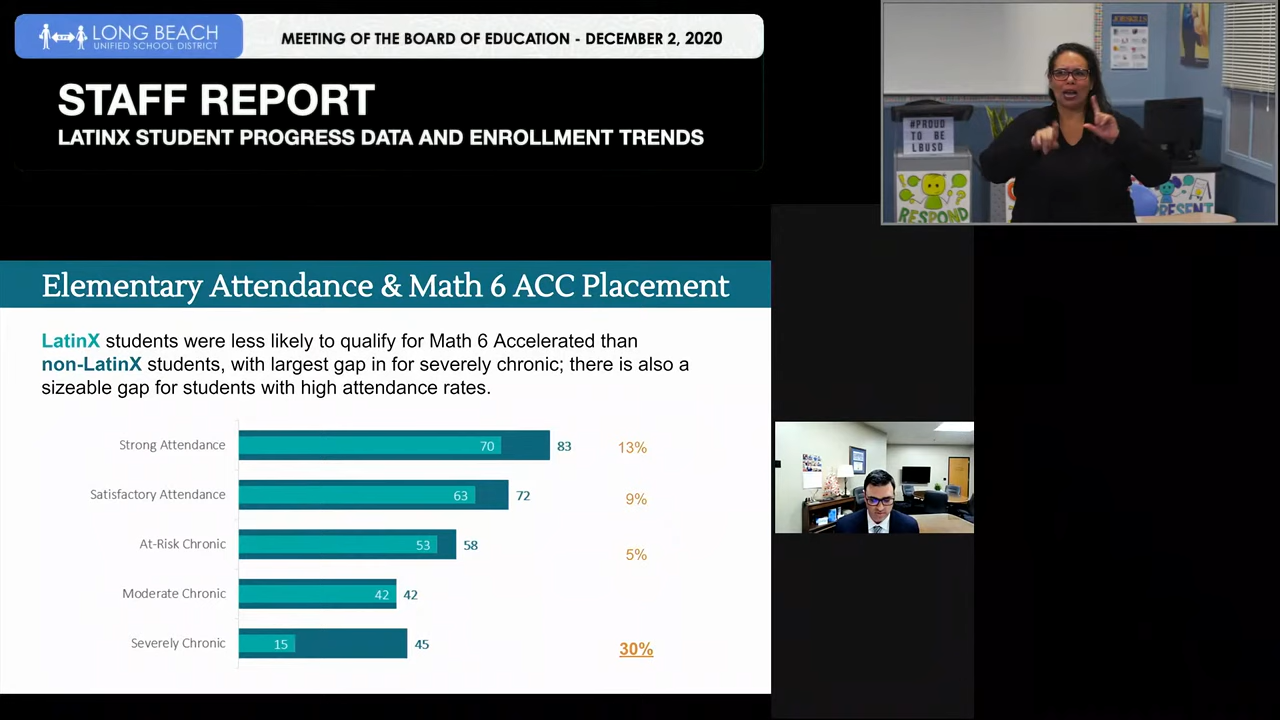 LONG BEACH
UNIFIED SCHOOL DISTRICT
MEETING OF THE BOARD OF EDUCATION - DECEMBER 2, 2020
STAFF REPORT
LATINX STUDENT PROGRESS DATA AND ENROLLMENT TRENDS
#PROUD
TO BE
LBUSD
RESPOND
PRESENT
Elementary Attendance & Math 6 ACC Placement
LatinX students were less likely to qualify for Math 6 Accelerated than
non-LatinX students, with largest gap in for severely chronic; there is also a
sizeable gap for students with high attendance rates.
Strong Attendance 70 83 13%
Satisfactory Attendance 63 72 9%
At-Risk Chronic 53 58 5%
Moderate Chronic 42 42
Severely Chronic 15 45 30%